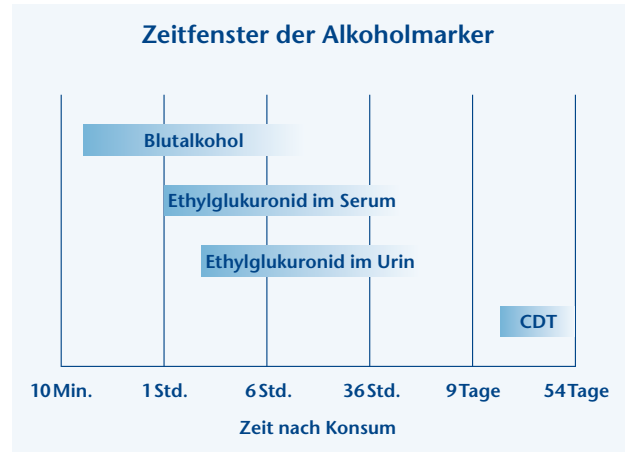 Zeitfenster der Alkoholmarker
Blutalkohol
Ethylglukuronid im Serum
Ethylglukuronid im Urin
CDT
10 Min. 1 Std. 6 Std. 36 Std. 9 Tage 54 Tage
Zeit nach Konsum